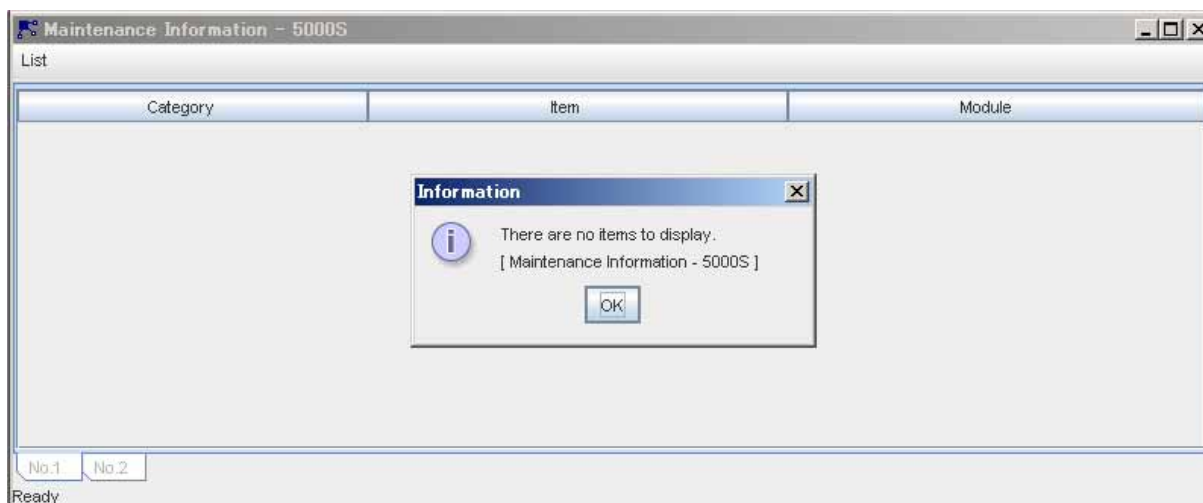 Maintenance Information - 5000S
List
Category Item Module
Information
There are no items to display.
[ Maintenance Information - 5000S ]
OK
No.1 No.2
Ready